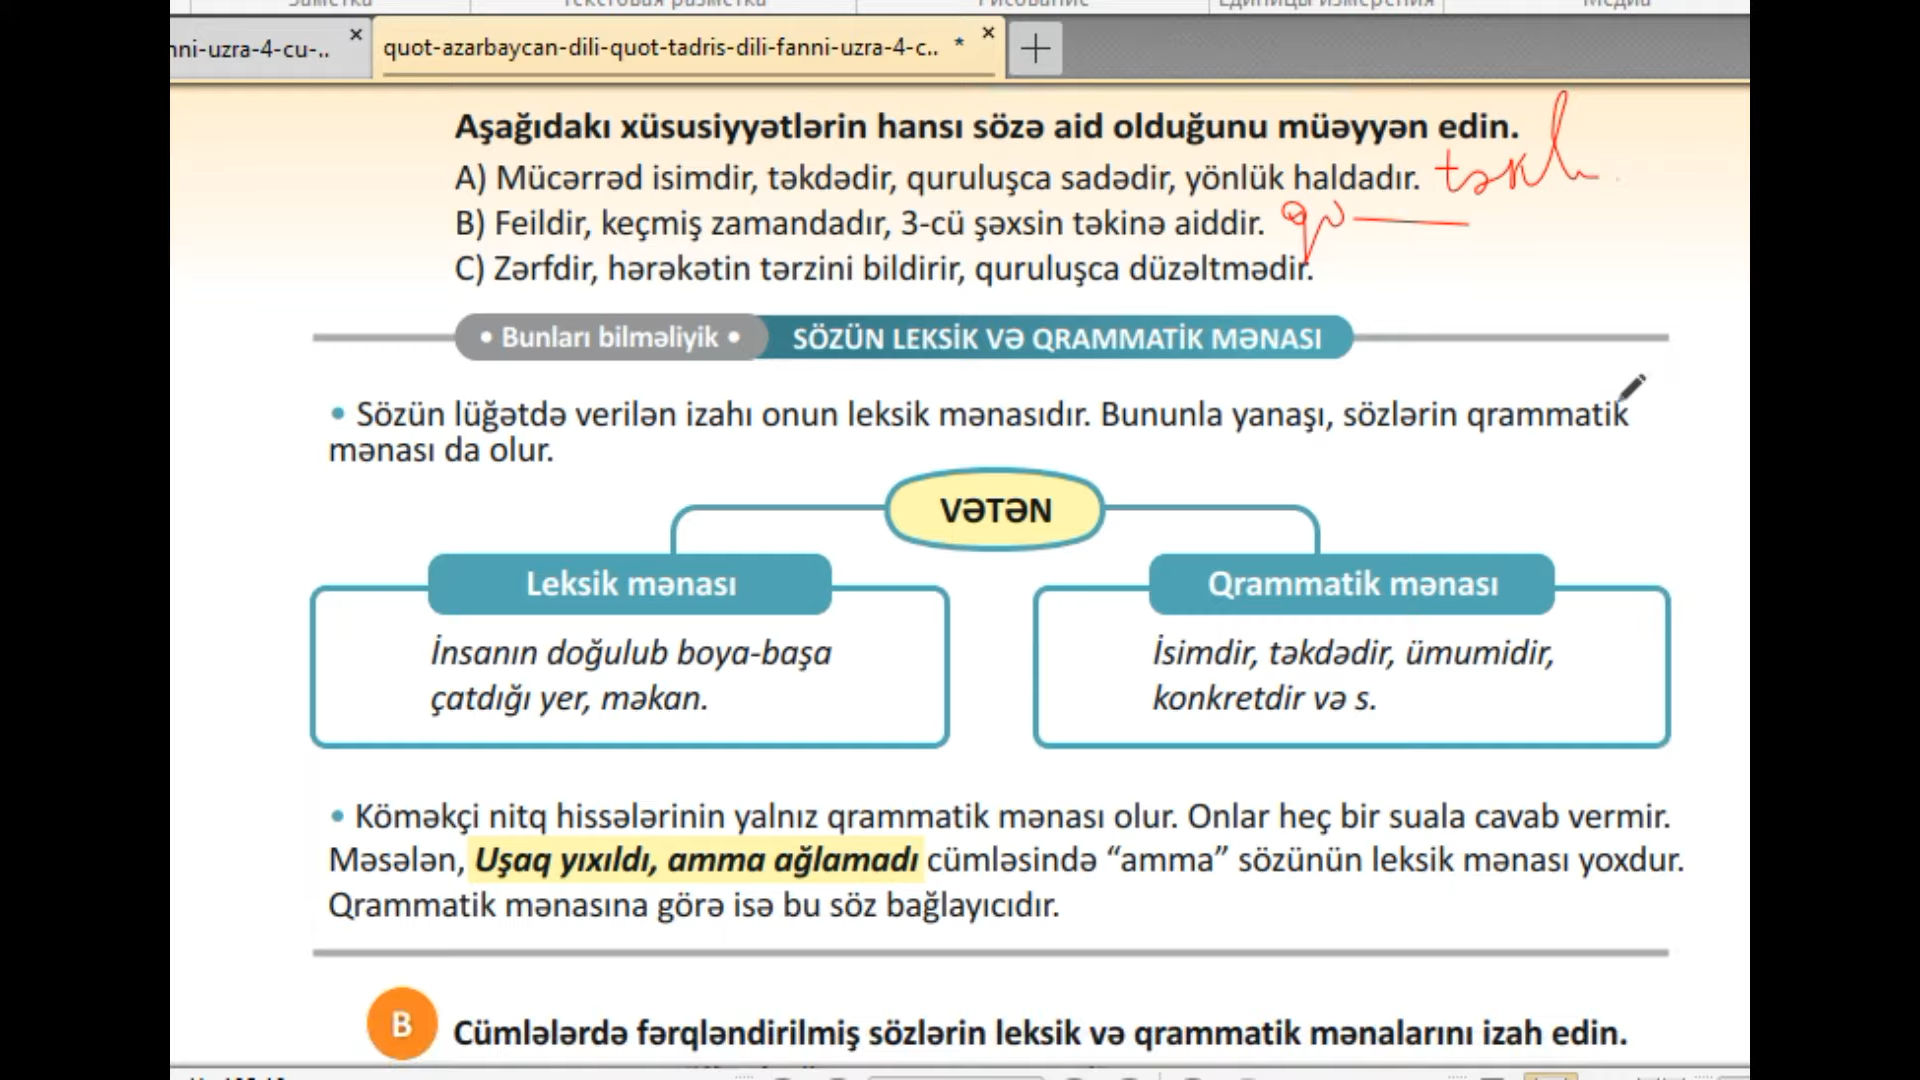 nni-uzra-4-cu-..
quot-azarbaycan-dili-quot-tadris-dili-fanni-uzra-4-c.. *
Aşağıdakı xüsusiyyətlərin hansı sözə aid olduğunu müəyyən edin.
A) Mücərrəd isimdir, təkdədir, quruluşca sadədir, yönlük haldadır.
B) Feildir, keçmiş zamandadır, 3-cü şəxsin təkinə aiddir.
C) Zərfdir, hərəkətin tərzini bildirir, quruluşca düzəltmədir.
• Bunları bilməliyik • SÖZÜN LEKSİK VƏ QRAMMATİK MƏNASI
• Sözün lüğətdə verilən izahı onun leksik mənasıdır. Bununla yanaşı, sözlərin qrammatik
mənası da olur.
VƏTƏN
Leksik mənası
İnsanın doğulub boya-başa
çatdığı yer, məkan.
Qrammatik mənası
İsimdir, təkdədir, ümumidir,
konkretdir və s.
• Köməkçi nitq hissələrinin yalnız qrammatik mənası olur. Onlar heç bir suala cavab vermir.
Məsələn, Uşaq yıxıldı, amma ağlamadı cümləsində “amma” sözünün leksik mənası yoxdur.
Qrammatik mənasına görə isə bu söz bağlayıcıdır.
B Cümlələrdə fərqləndirilmiş sözlərin leksik və qrammatik mənalarını izah edin.